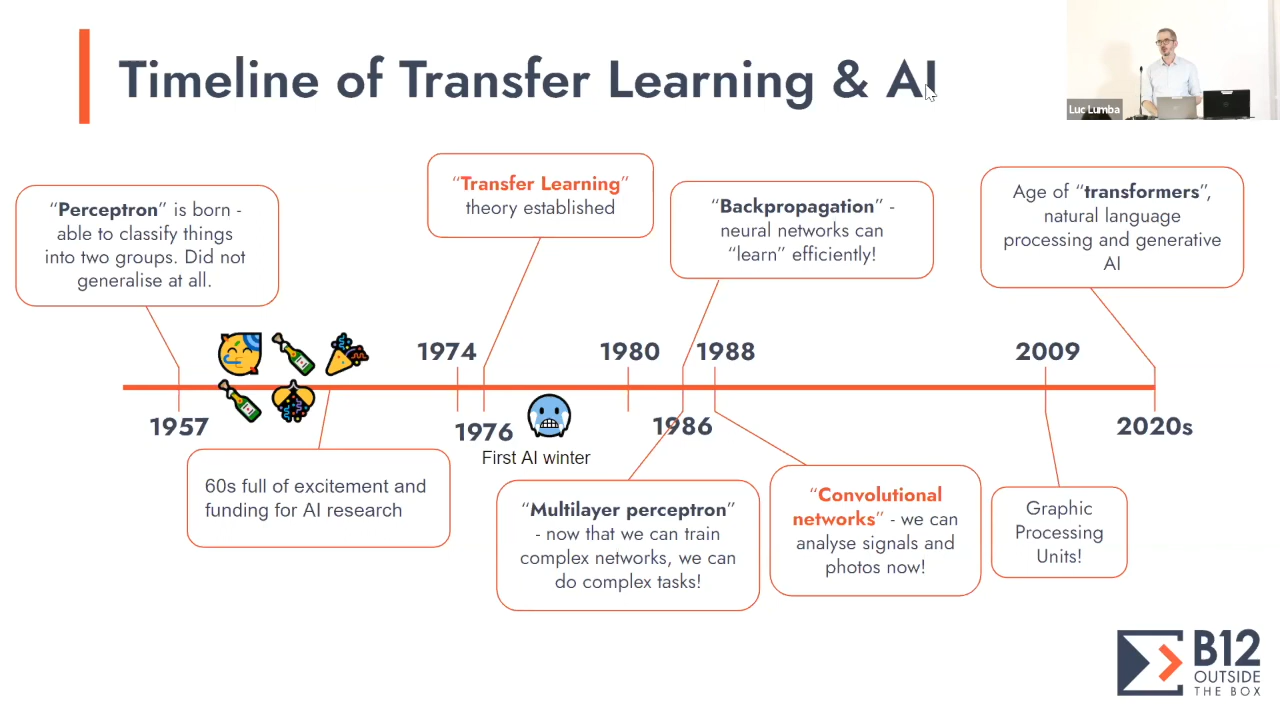 Timeline of Transfer Learning & AI
Luc Lumba
“Perceptron” is born -
able to classify things
into two groups. Did not
generalise at all.
“Transfer Learning”
theory established
“Backpropagation” -
neural networks can
“learn” efficiently!
Age of “transformers”,
natural language
processing and generative
AI
1974
1980
1988
2009
1957
1976
1986
2020s
First AI winter
60s full of excitement and
funding for AI research
“Multilayer perceptron”
- now that we can train
complex networks, we can
do complex tasks!
“Convolutional
networks” - we can
analyse signals and
photos now!
Graphic
Processing
Units!
B12
OUTSIDE
THE BOX